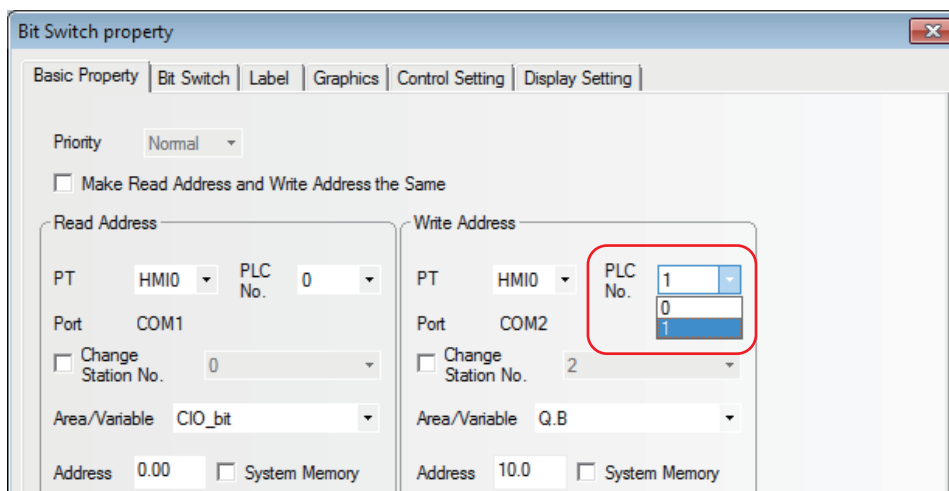 Bit Switch property
Basic Property Bit Switch Label Graphics Control Setting Display Setting
Priority Normal
Make Read Address and Write Address the Same
Read Address
PT HMI0 PLC No. 0
Port COM1
Change Station No. 0
Area/Variable CIO_bit
Address 0.00 System Memory
Write Address
PT HMI0 PLC No. 1
0
1
Port COM2
Change Station No. 2
Area/Variable Q.B
Address 10.0 System Memory